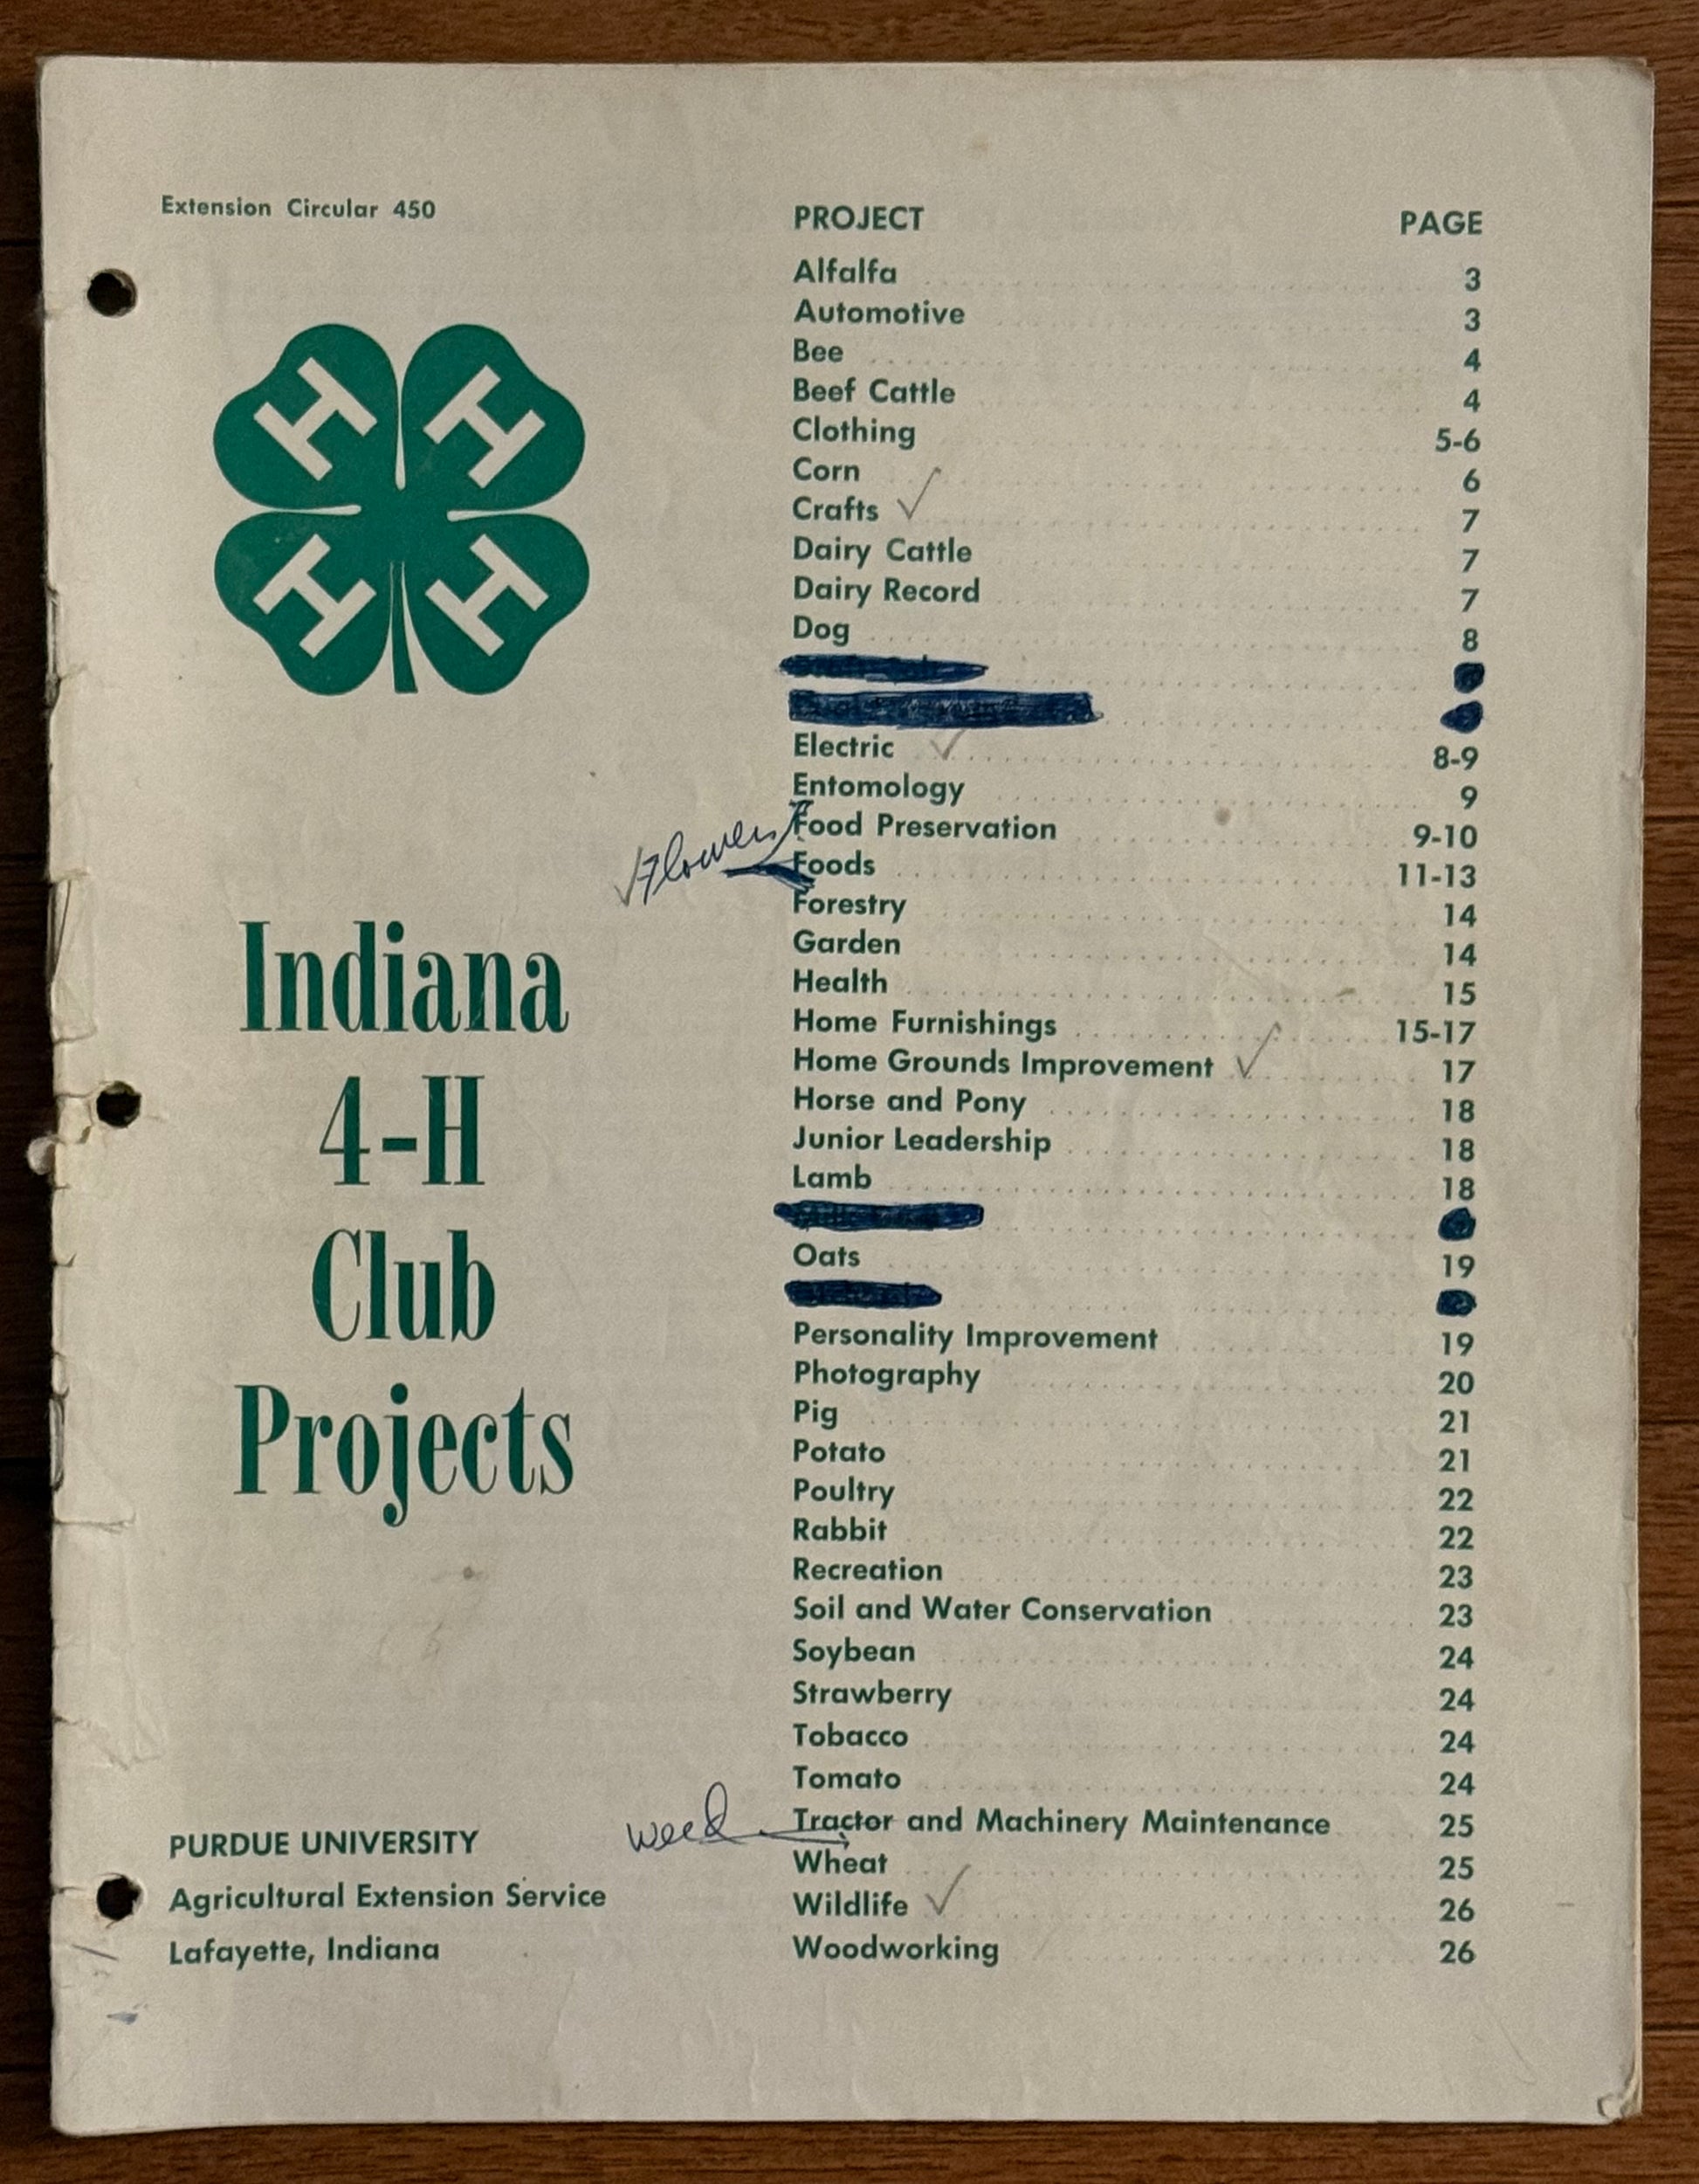 Extension Circular 450
H H
H H
Indiana
4-H
Club
Projects
PURDUE UNIVERSITY
Agricultural Extension Service
Lafayette, Indiana
PROJECT PAGE
Alfalfa 3
Automotive 3
Bee 4
Beef Cattle 4
Clothing 5-6
Corn 6
Crafts ✓ 7
Dairy Cattle 7
Dairy Record 7
Dog 8
Electric ✓ 8-9
Entomology 9
Food Preservation 9-10
✓ Flowers
Foods 11-13
Forestry 14
Garden 14
Health 15
Home Furnishings 15-17
Home Grounds Improvement ✓ 17
Horse and Pony 18
Junior Leadership 18
Lamb 18
Oats 19
Personality Improvement 19
Photography 20
Pig 21
Potato 21
Poultry 22
Rabbit 22
Recreation 23
Soil and Water Conservation 23
Soybean 24
Strawberry 24
Tobacco 24
Tomato 24
Tractor and Machinery Maintenance 25
weed
Wheat 25
Wildlife ✓ 26
Woodworking 26